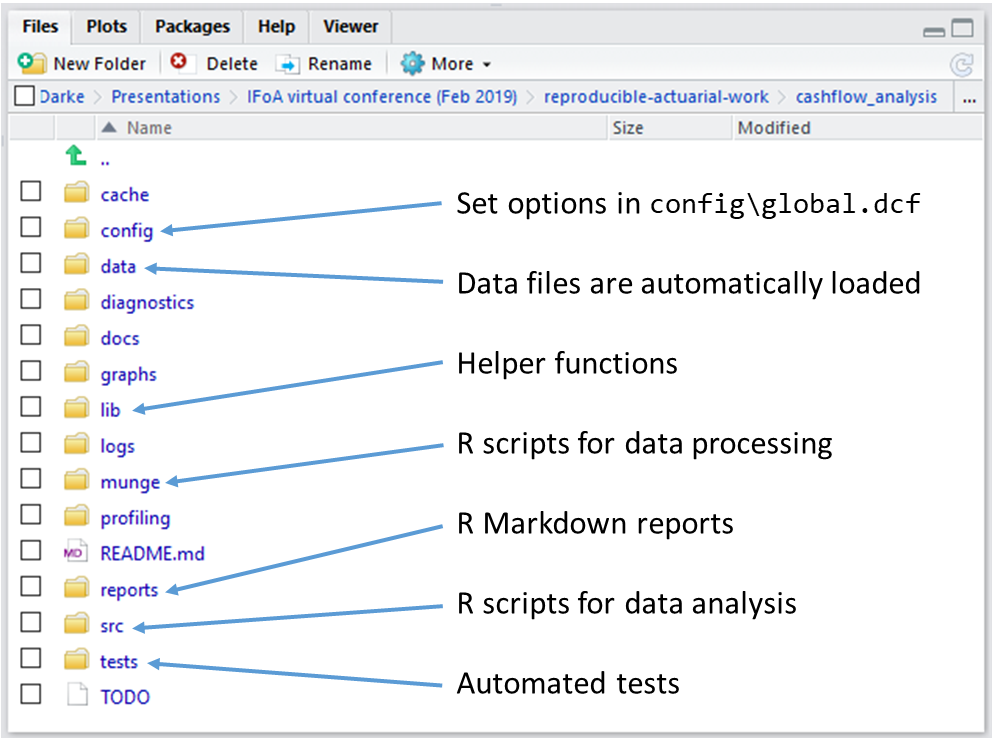 Files Plots Packages Help Viewer
New Folder Delete Rename More
Darke > Presentations > IFoA virtual conference (Feb 2019) > reproducible-actuarial-work > cashflow_analysis ...
Name Size Modified
..
cache
Set options in config\global.dcf
config
data
Data files are automatically loaded
diagnostics
docs
Helper functions
graphs
lib
logs
R scripts for data processing
munge
profiling
R Markdown reports
MD README.md
reports
R scripts for data analysis
src
tests
Automated tests
TODO